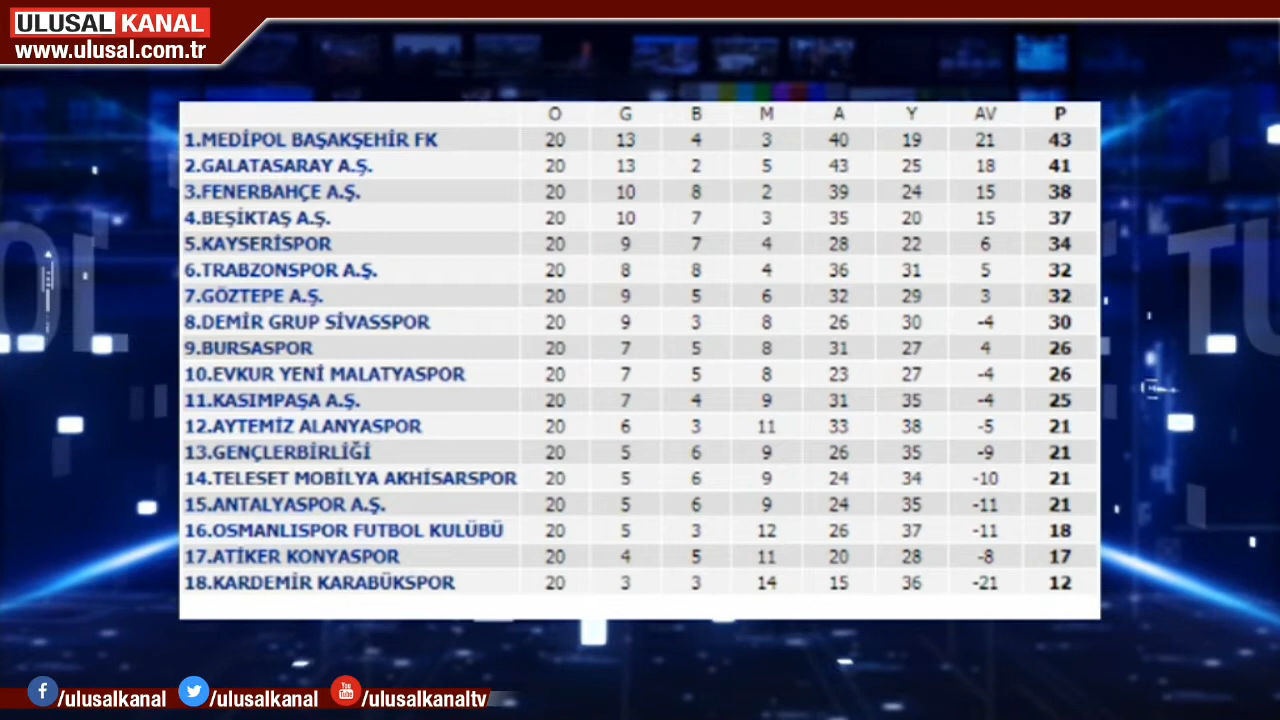 ULUSAL KANAL
www.ulusal.com.tr
O G B M A Y AV P
1.MEDİPOL BAŞAKŞEHİR FK 20 13 4 3 40 19 21 43
2.GALATASARAY A.Ş. 20 13 2 5 43 25 18 41
3.FENERBAHÇE A.Ş. 20 10 8 2 39 24 15 38
4.BEŞİKTAŞ A.Ş. 20 10 7 3 35 20 15 37
5.KAYSERİSPOR 20 9 7 4 28 22 6 34
6.TRABZONSPOR A.Ş. 20 8 8 4 36 31 5 32
7.GÖZTEPE A.Ş. 20 9 5 6 32 29 3 32
8.DEMİR GRUP SİVASSPOR 20 9 3 8 26 30 -4 30
9.BURSASPOR 20 7 5 8 31 27 4 26
10.EVKUR YENİ MALATYASPOR 20 7 5 8 23 27 -4 26
11.KASIMPAŞA A.Ş. 20 7 4 9 31 35 -4 25
12.AYTEMİZ ALANYASPOR 20 6 3 11 33 38 -5 21
13.GENÇLERBİRLİĞİ 20 5 6 9 26 35 -9 21
14.TELESET MOBİLYA AKHİSARSPOR 20 5 6 9 24 34 -10 21
15.ANTALYASPOR A.Ş. 20 5 6 9 24 35 -11 21
16.OSMANLISPOR FUTBOL KULÜBÜ 20 5 3 12 26 37 -11 18
17.ATİKER KONYASPOR 20 4 5 11 20 28 -8 17
18.KARDEMİR KARABÜKSPOR 20 3 3 14 15 36 -21 12
/ulusalkanal /ulusalkanal You Tube /ulusalkanaltv